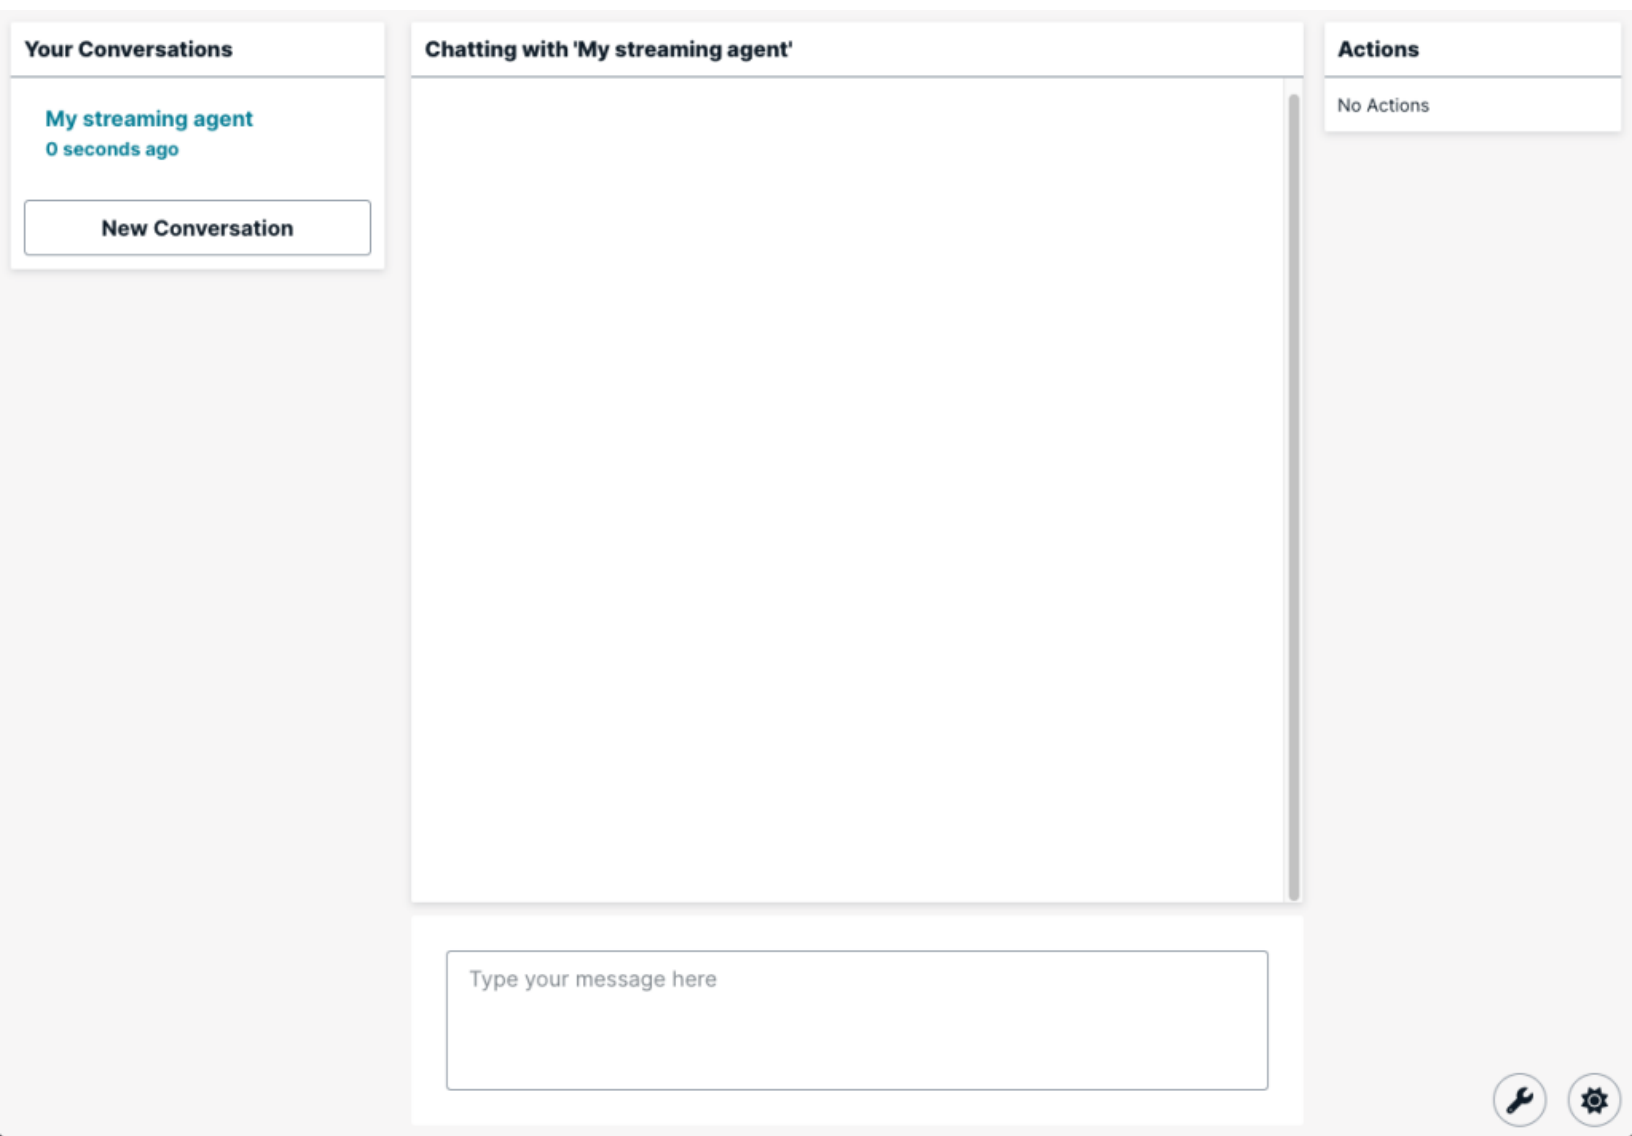 Your Conversations
My streaming agent
0 seconds ago
New Conversation
Chatting with 'My streaming agent'
Type your message here
Actions
No Actions